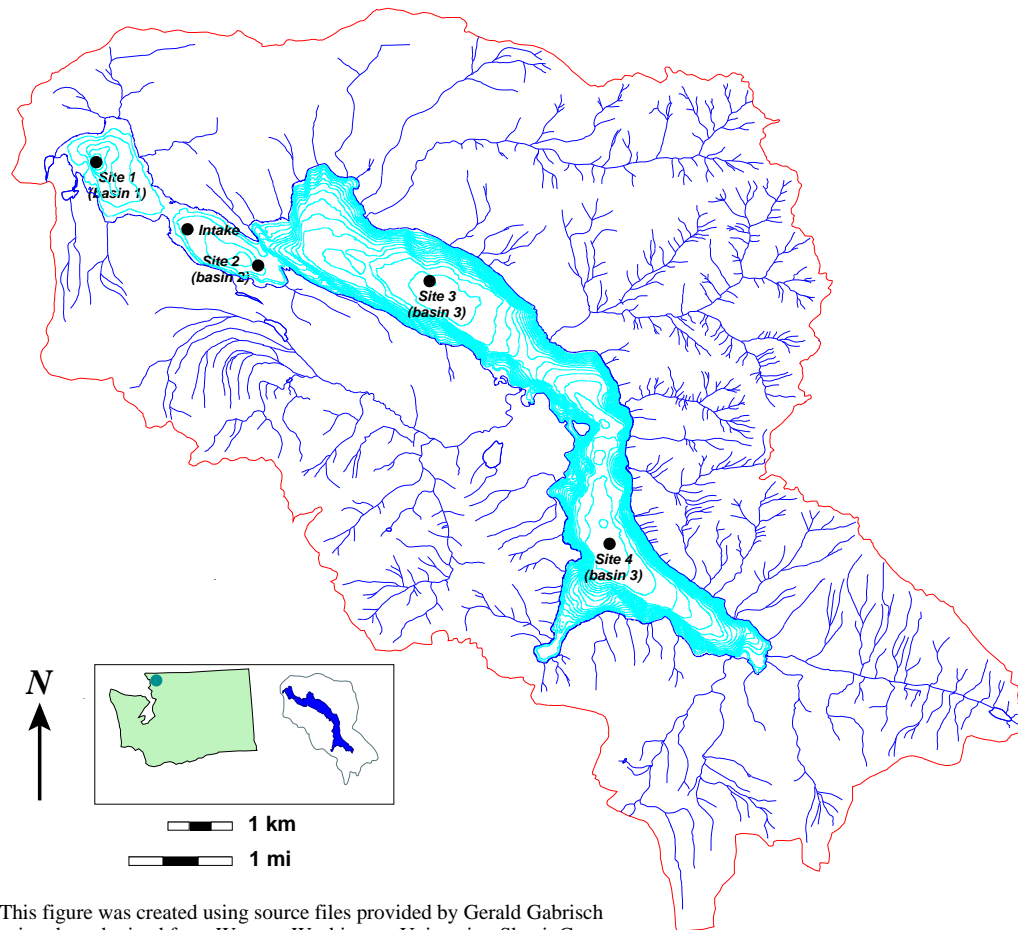 Site 1
(basin 1)
Intake
Site 2
(basin 2)
Site 3
(basin 3)
Site 4
(basin 3)
N
1 km
1 mi
This figure was created using source files provided by Gerald Gabrisch